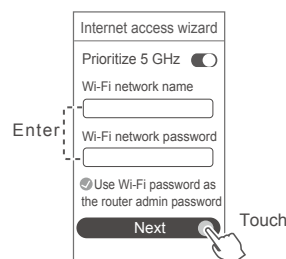 Internet access wizard
Prioritize 5 GHz
Wi-Fi network name
Enter
Wi-Fi network password
Use Wi-Fi password as
the router admin password
Next
Touch